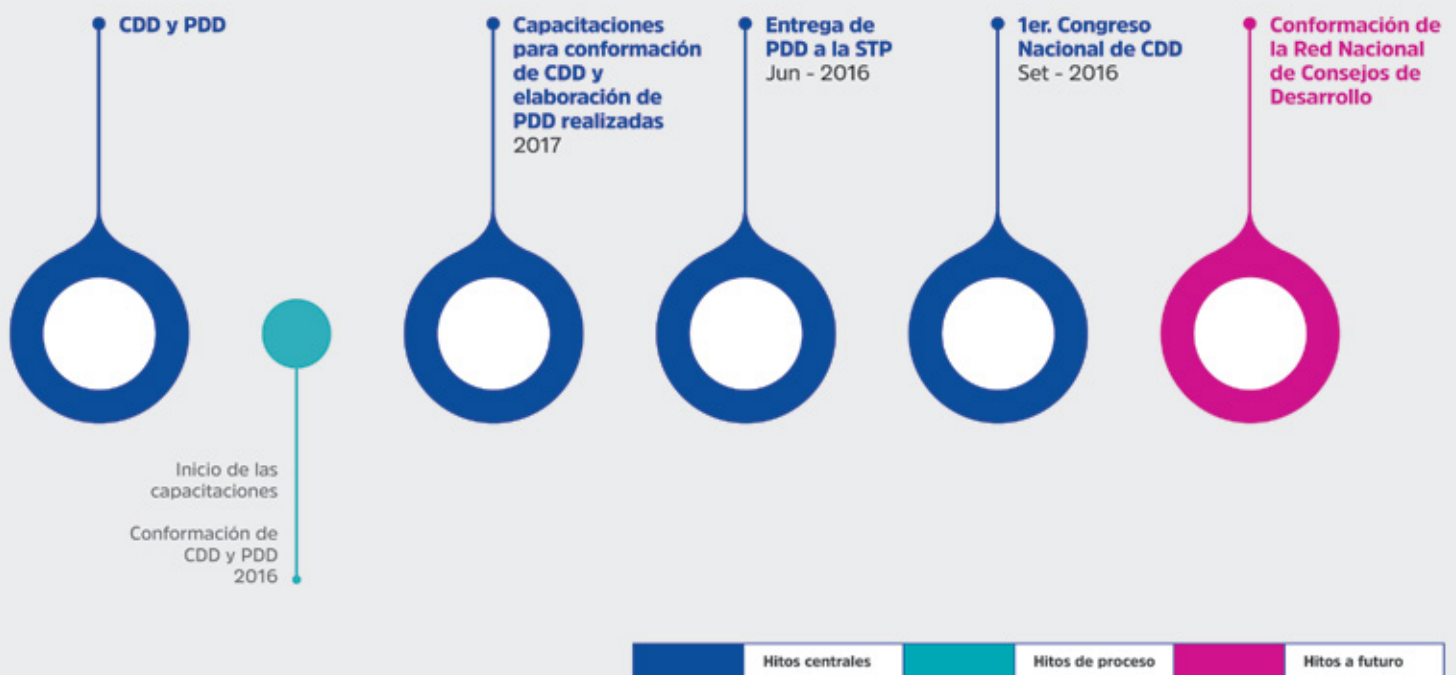 CDD y PDD
Capacitaciones
para conformación
de CDD y
elaboración de
PDD realizadas
2017
Entrega de
PDD a la STP
Jun - 2016
1er. Congreso
Nacional de CDD
Set - 2016
Conformación de
la Red Nacional
de Consejos de
Desarrollo
Inicio de las
capacitaciones
Conformación de
CDD y PDD
2016
Hitos centrales
Hitos de proceso
Hitos a futuro